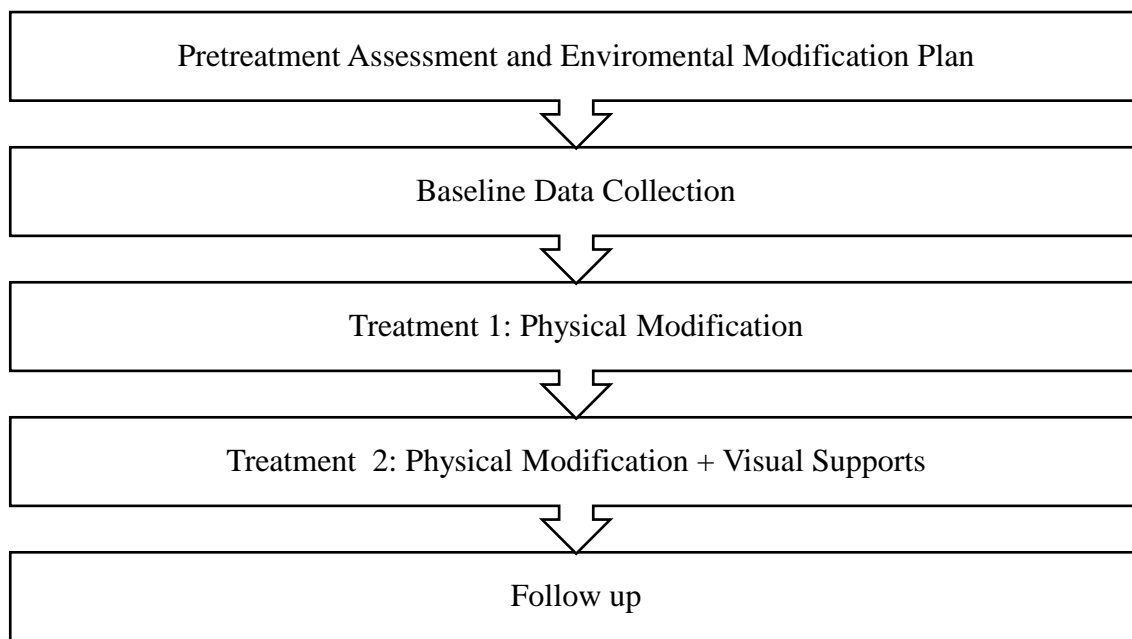 Pretreatment Assessment and Enviromental Modification Plan
Baseline Data Collection
Treatment 1: Physical Modification
Treatment  2: Physical Modification + Visual Supports
Follow up